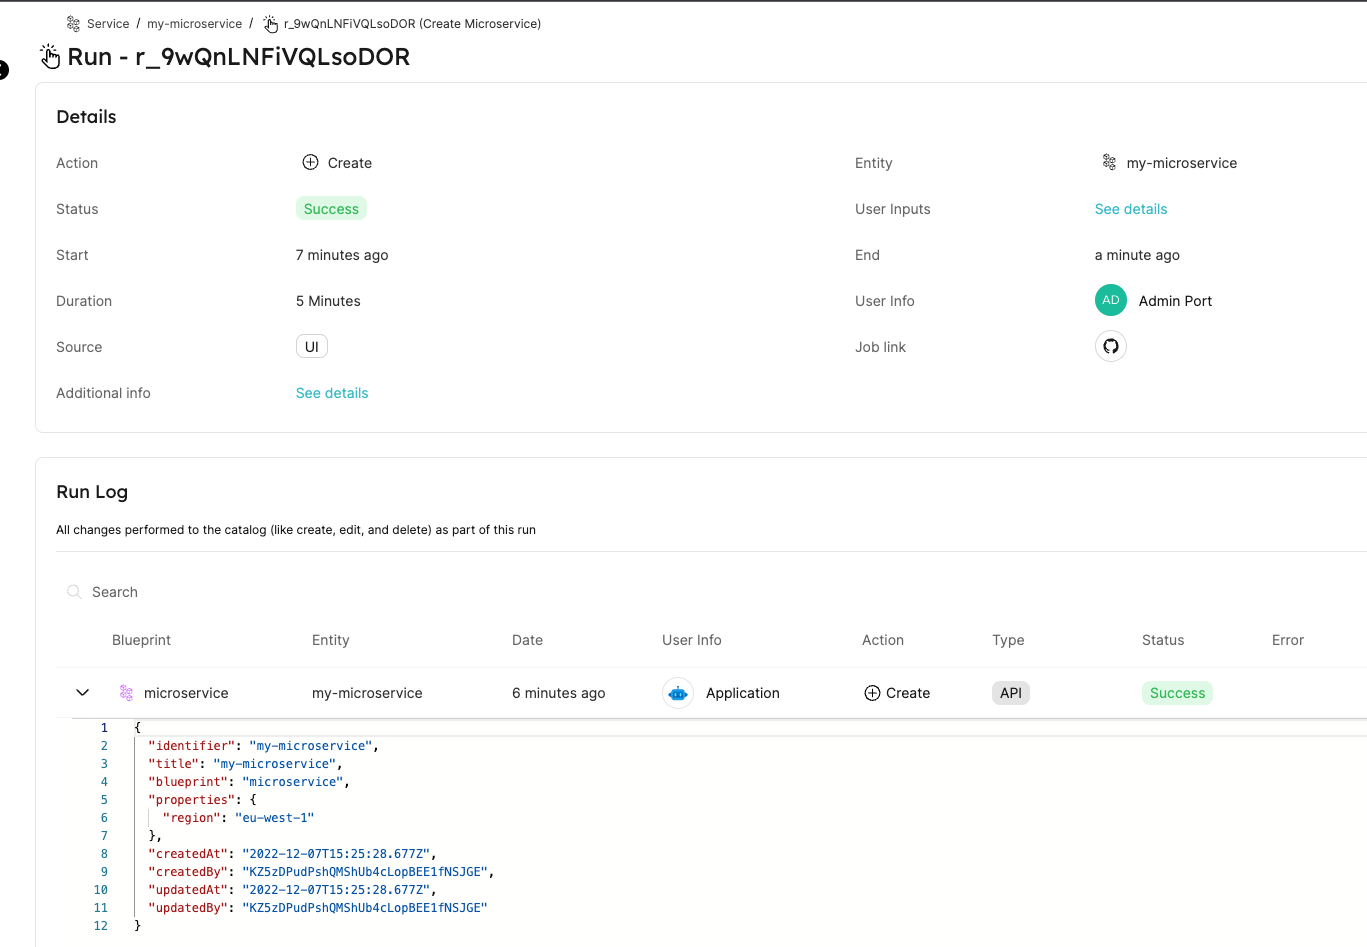 Service / my-microservice / r_9wQnLNFiVQLsoDOR (Create Microservice)
Run - r_9wQnLNFiVQLsoDOR
Details
Action Create Entity my-microservice
Status Success User Inputs See details
Start 7 minutes ago End a minute ago
Duration 5 Minutes User Info AD Admin Port
Source UI Job link
Additional info See details
Run Log
All changes performed to the catalog (like create, edit, and delete) as part of this run
Search
Blueprint Entity Date User Info Action Type Status Error
microservice my-microservice 6 minutes ago Application Create API Success
1 {
2 "identifier": "my-microservice",
3 "title": "my-microservice",
4 "blueprint": "microservice",
5 "properties": {
6 "region": "eu-west-1"
7 },
8 "createdAt": "2022-12-07T15:25:28.677Z",
9 "createdBy": "KZ5zDPudPshQMShUb4cLopBEE1fNSJGE",
10 "updatedAt": "2022-12-07T15:25:28.677Z",
11 "updatedBy": "KZ5zDPudPshQMShUb4cLopBEE1fNSJGE"
12 }